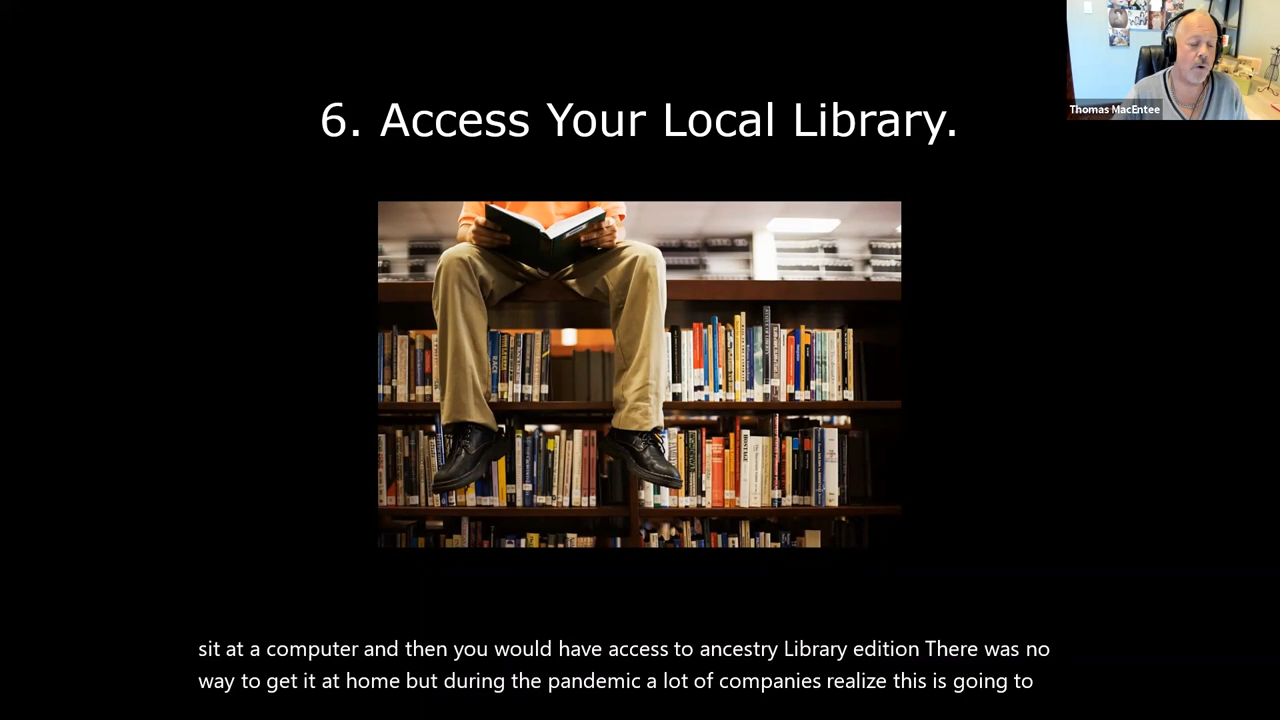 6. Access Your Local Library.
Thomas MacEntee
sit at a computer and then you would have access to ancestry Library edition There was no
way to get it at home but during the pandemic a lot of companies realize this is going to